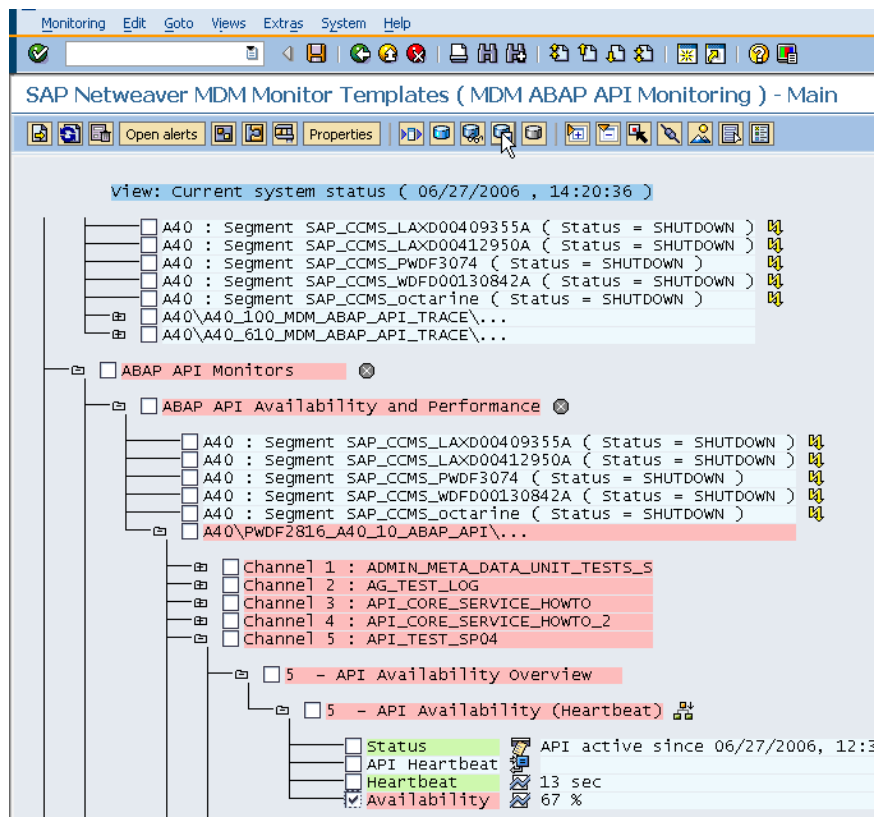 Monitoring Edit Goto Views Extras System Help
SAP Netweaver MDM Monitor Templates ( MDM ABAP API Monitoring ) - Main
Open alerts Properties
View: Current system status ( 06/27/2006 , 14:20:36 )
A40 : Segment SAP_CCMS_LAXD00409355A ( Status = SHUTDOWN )
A40 : Segment SAP_CCMS_LAXD00412950A ( Status = SHUTDOWN )
A40 : Segment SAP_CCMS_PWDF3074 ( Status = SHUTDOWN )
A40 : Segment SAP_CCMS_WDFD00130842A ( Status = SHUTDOWN )
A40 : Segment SAP_CCMS_octarine ( Status = SHUTDOWN )
A40\A40_100_MDM_ABAP_API_TRACE\...
A40\A40_610_MDM_ABAP_API_TRACE\...
ABAP API Monitors
ABAP API Availability and Performance
A40 : Segment SAP_CCMS_LAXD00409355A ( Status = SHUTDOWN )
A40 : Segment SAP_CCMS_LAXD00412950A ( Status = SHUTDOWN )
A40 : Segment SAP_CCMS_PWDF3074 ( Status = SHUTDOWN )
A40 : Segment SAP_CCMS_WDFD00130842A ( Status = SHUTDOWN )
A40 : Segment SAP_CCMS_octarine ( Status = SHUTDOWN )
A40\PWDF2816_A40_10_ABAP_API\...
Channel 1 : ADMIN_META_DATA_UNIT_TESTS_S
Channel 2 : AG_TEST_LOG
Channel 3 : API_CORE_SERVICE_HOWTO
Channel 4 : API_CORE_SERVICE_HOWTO_2
Channel 5 : API_TEST_SP04
5 - API Availability Overview
5 - API Availability (Heartbeat)
Status API active since 06/27/2006, 12:3
API Heartbeat
Heartbeat 13 sec
Availability 67 %